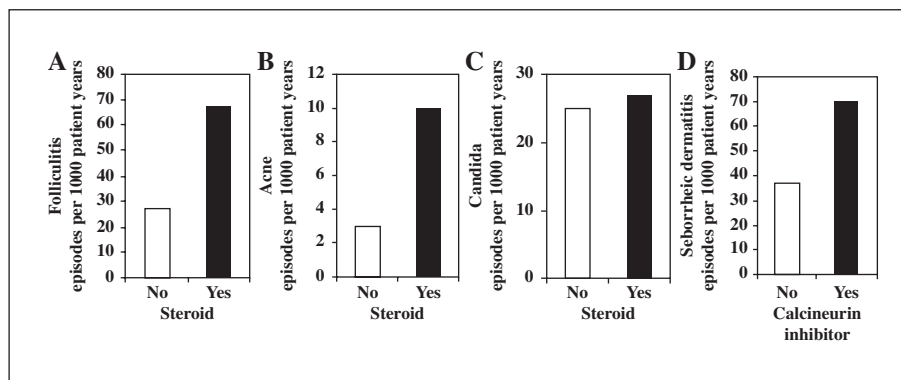 A
Folliculitis
episodes per 1000 patient years
80
70
60
50
40
30
20
10
0
No Yes
Steroid
B
Acne
episodes per 1000 patient years
12
10
8
6
4
2
0
No Yes
Steroid
C
Candida
episodes per 1000 patient years
30
20
10
0
No Yes
Steroid
D
Seborrheic dermatitis
episodes per 1000 patient years
80
70
60
50
40
30
20
10
0
No Yes
Calcineurin
inhibitor